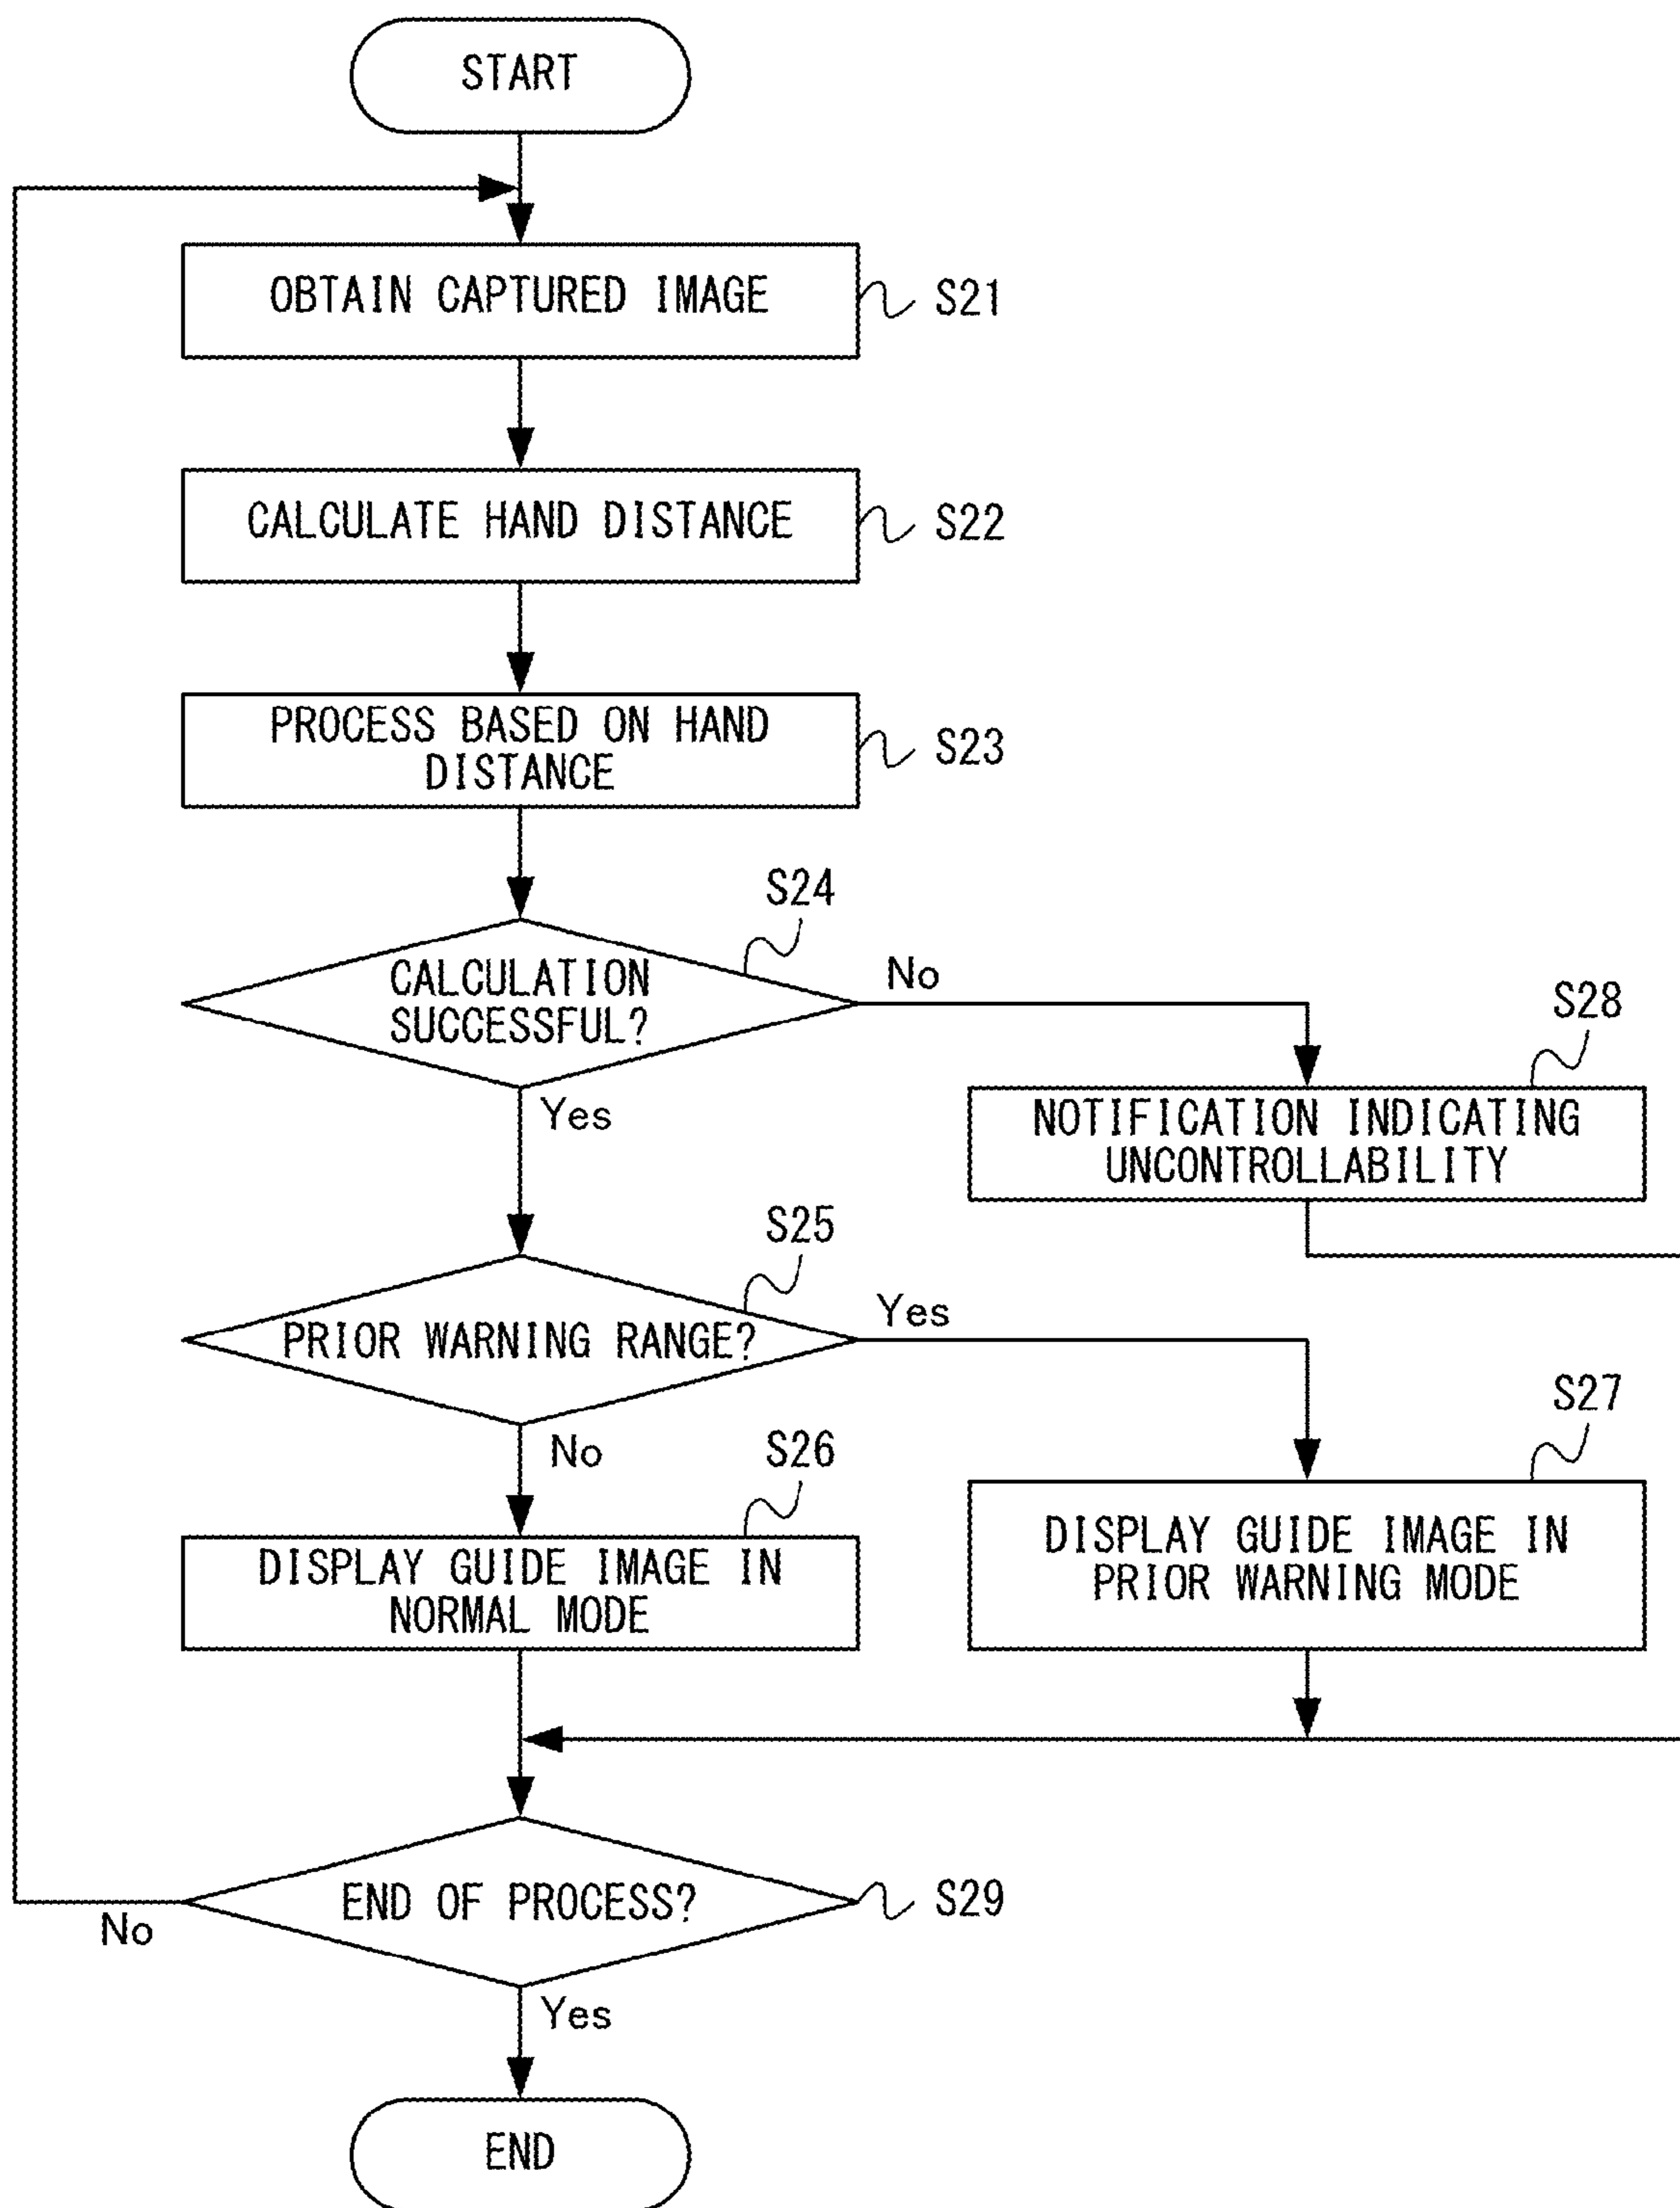 START
OBTAIN CAPTURED IMAGE
S21
CALCULATE HAND DISTANCE
S22
PROCESS BASED ON HAND
DISTANCE
S23
S24
CALCULATION
SUCCESSFUL?
No
Yes
S28
NOTIFICATION INDICATING
UNCONTROLLABILITY
S25
PRIOR WARNING RANGE?
Yes
No
S26
DISPLAY GUIDE IMAGE IN
NORMAL MODE
S27
DISPLAY GUIDE IMAGE IN
PRIOR WARNING MODE
END OF PROCESS?
S29
No
Yes
END